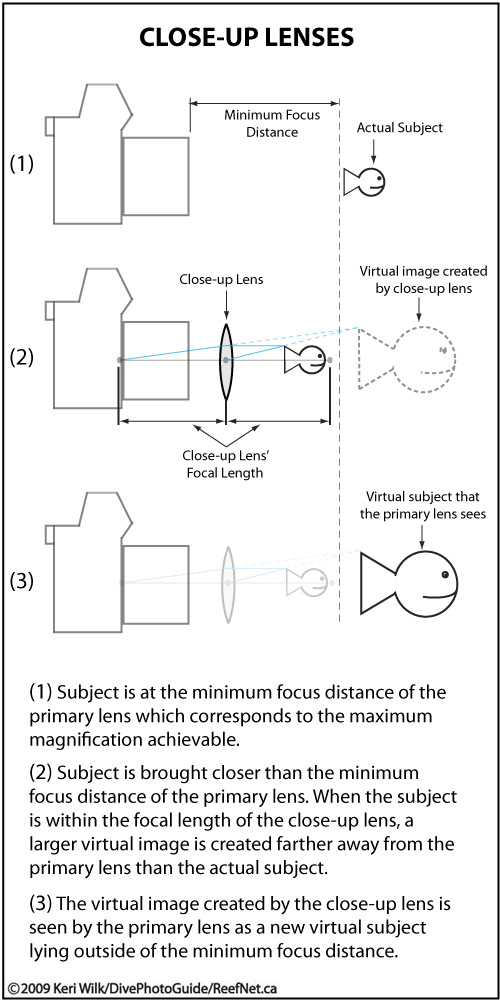 CLOSE-UP LENSES
Minimum Focus
Distance
Actual Subject
(1)
Close-up Lens
Virtual image created
by close-up lens
(2)
Close-up Lens'
Focal Length
Virtual subject that
the primary lens sees
(3)
(1) Subject is at the minimum focus distance of the
primary lens which corresponds to the maximum
magnification achievable.
(2) Subject is brought closer than the minimum
focus distance of the primary lens. When the subject
is within the focal length of the close-up lens, a
larger virtual image is created farther away from the
primary lens than the actual subject.
(3) The virtual image created by the close-up lens is
seen by the primary lens as a new virtual subject
lying outside of the minimum focus distance.
©2009 Keri Wilk/DivePhotoGuide/ReefNet.ca